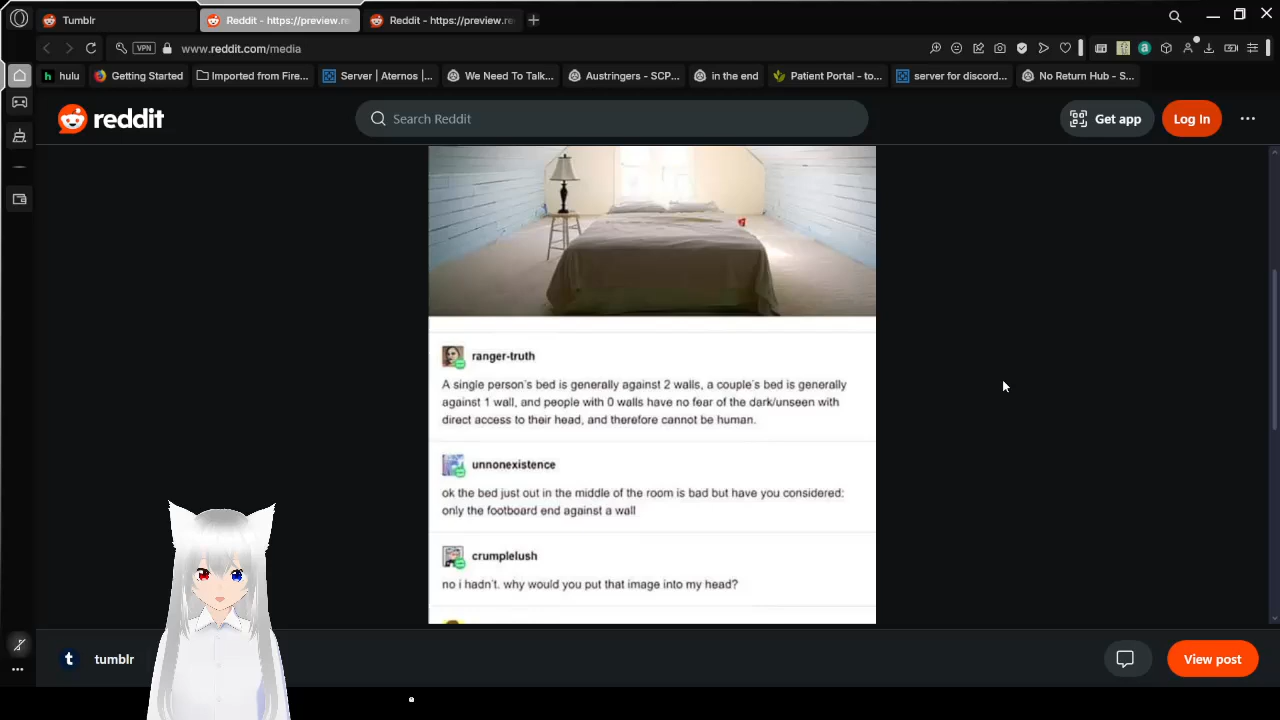 Tumblr
Reddit - https://preview.re
Reddit - https://preview.re
VPN
www.reddit.com/media
hulu
Getting Started
Imported from Fire...
Server | Aternos |...
We Need To Talk...
Austringers - SCP...
in the end
Patient Portal - to...
server for discord...
No Return Hub - S...
reddit
Search Reddit
Get app
Log In
ranger-truth
A single person's bed is generally against 2 walls, a couple's bed is generally
against 1 wall, and people with 0 walls have no fear of the dark/unseen with
direct access to their head, and therefore cannot be human.
unnonexistence
ok the bed just out in the middle of the room is bad but have you considered:
only the footboard end against a wall
crumplelush
no i hadn't. why would you put that image into my head?
t
tumblr
View post